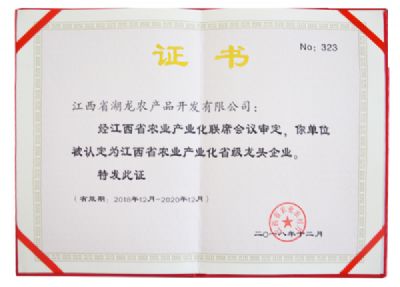 证书
No: 323
江西省湖龙农产品开发有限公司：
经江西省农业产业化联席会议审定，你单位
被认定为江西省农业产业化省级龙头企业。
特发此证
（有效期：2018年12月-2020年12月）
二〇一八年十二月